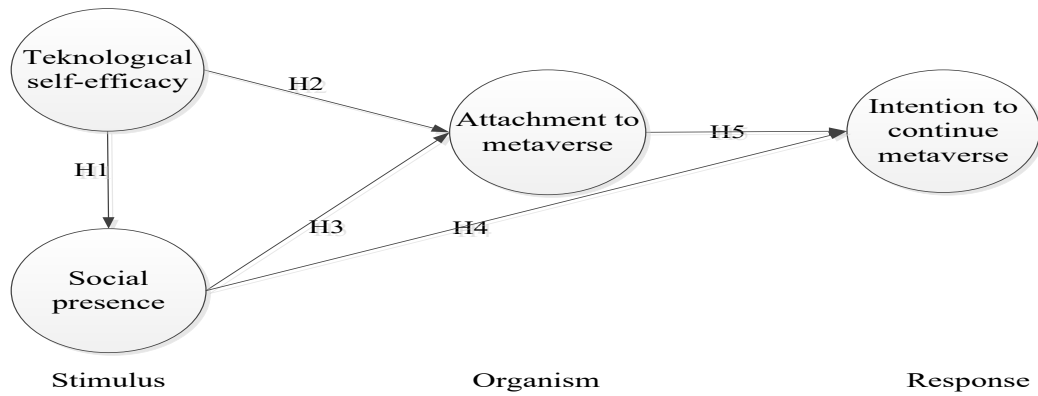 Teknologıcal
self-efficacy
H2
Attachment to
metaverse
Intention to
continue
metaverse
H5
H1
H3
H4
Social
presence
Stimulus
Organism
Response